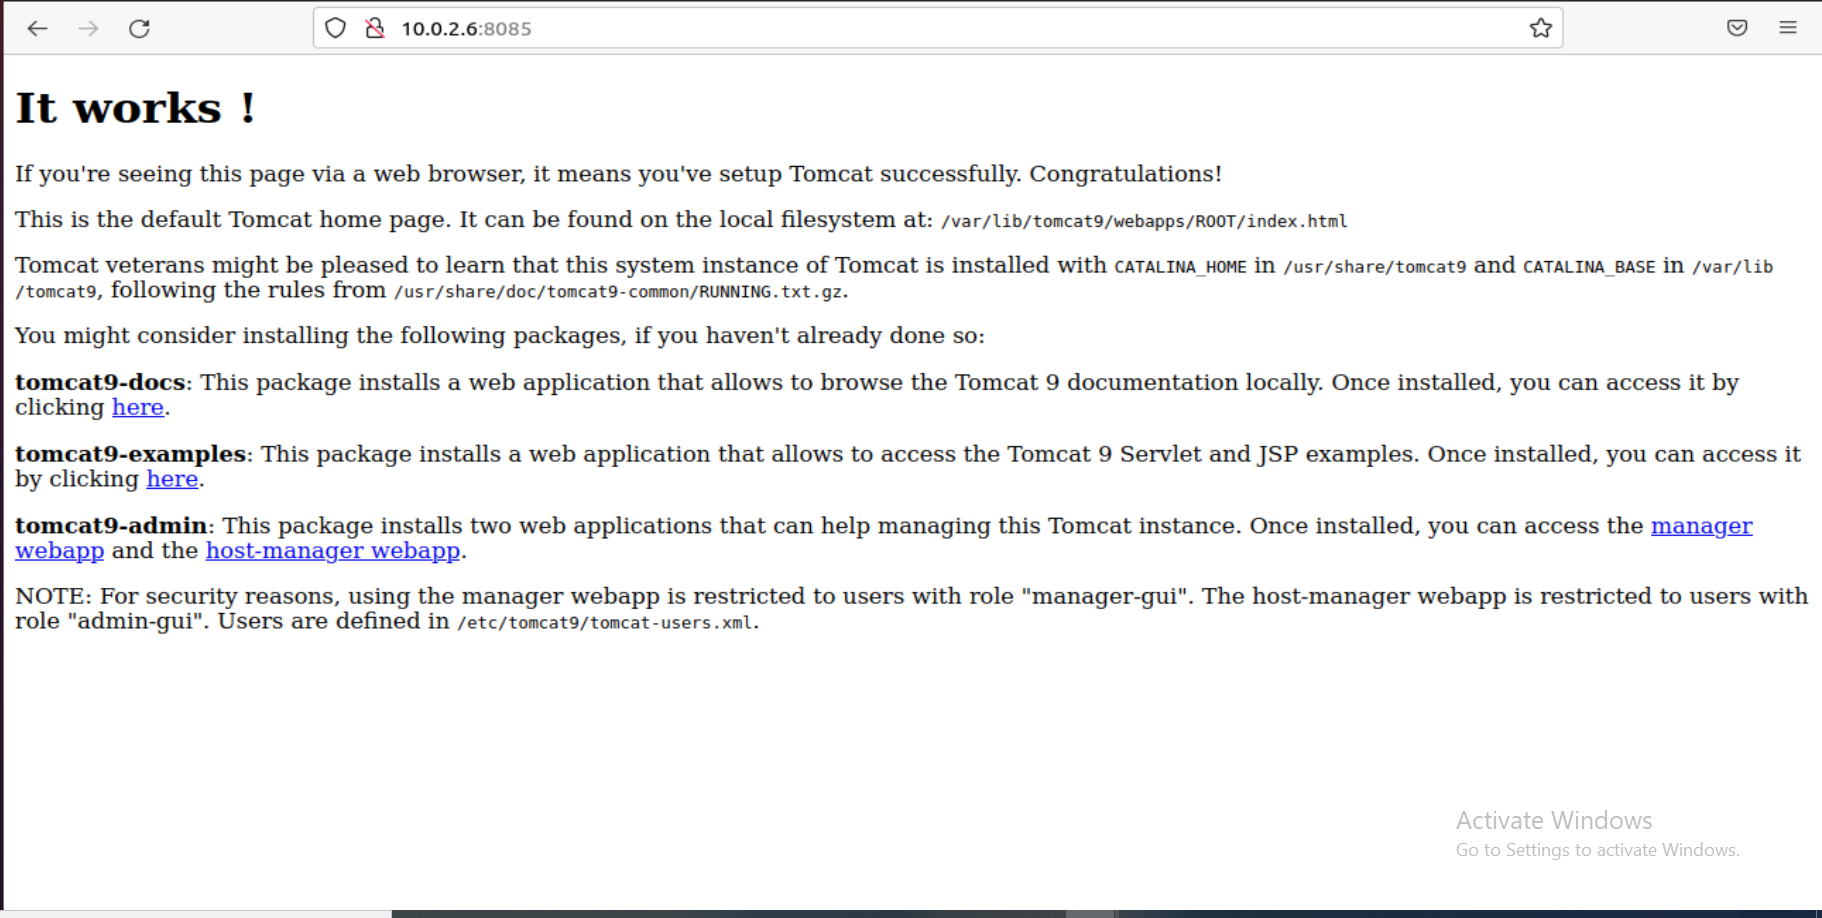 10.0.2.6:8085
It works !
If you're seeing this page via a web browser, it means you've setup Tomcat successfully. Congratulations!
This is the default Tomcat home page. It can be found on the local filesystem at: /var/lib/tomcat9/webapps/ROOT/index.html
Tomcat veterans might be pleased to learn that this system instance of Tomcat is installed with CATALINA_HOME in /usr/share/tomcat9 and CATALINA_BASE in /var/lib
/tomcat9, following the rules from /usr/share/doc/tomcat9-common/RUNNING.txt.gz.
You might consider installing the following packages, if you haven't already done so:
tomcat9-docs: This package installs a web application that allows to browse the Tomcat 9 documentation locally. Once installed, you can access it by
clicking here.
tomcat9-examples: This package installs a web application that allows to access the Tomcat 9 Servlet and JSP examples. Once installed, you can access it
by clicking here.
tomcat9-admin: This package installs two web applications that can help managing this Tomcat instance. Once installed, you can access the manager
webapp and the host-manager webapp.
NOTE: For security reasons, using the manager webapp is restricted to users with role "manager-gui". The host-manager webapp is restricted to users with
role "admin-gui". Users are defined in /etc/tomcat9/tomcat-users.xml.
Activate Windows
Go to Settings to activate Windows.